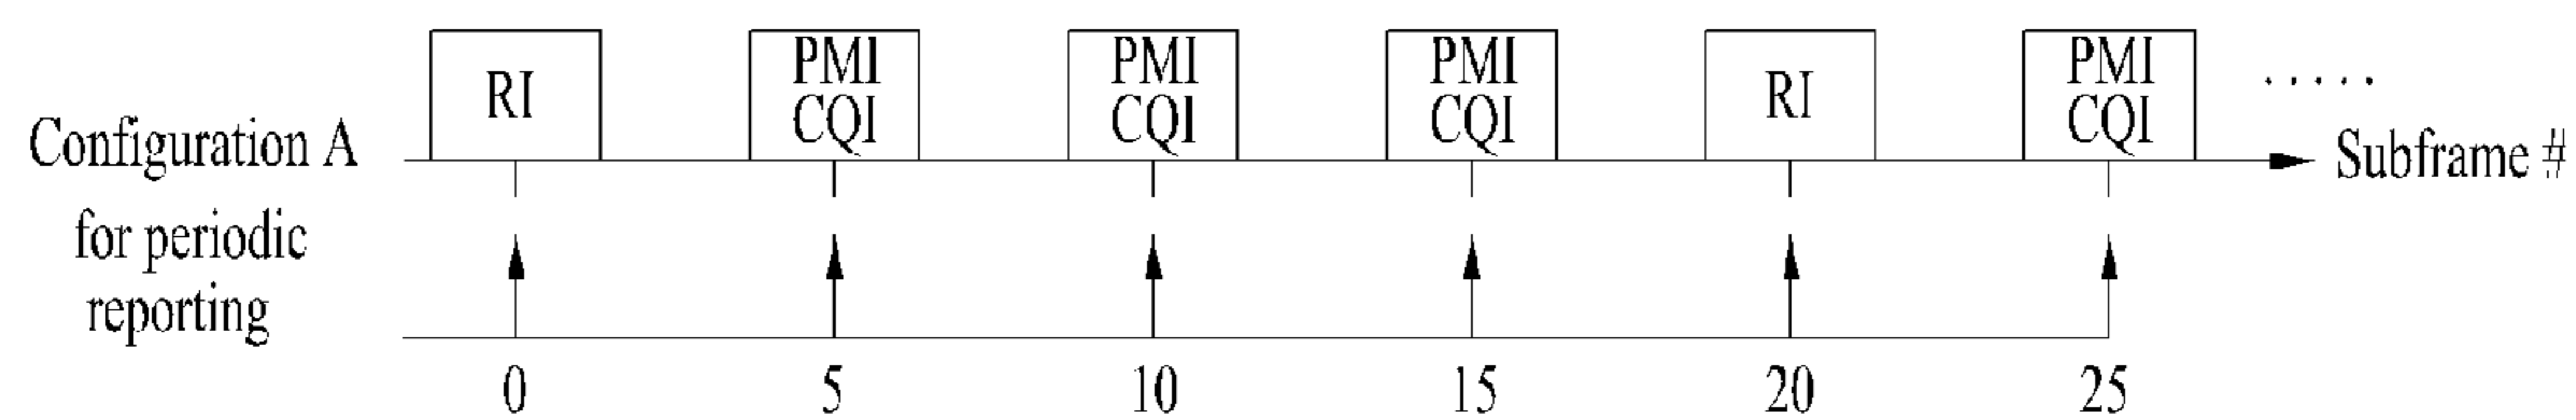 RI
PMI
CQI
PMI
CQI
PMI
CQI
RI
PMI
CQI
.....
Configuration A
for periodic
reporting
Subframe #
0 5 10 15 20 25